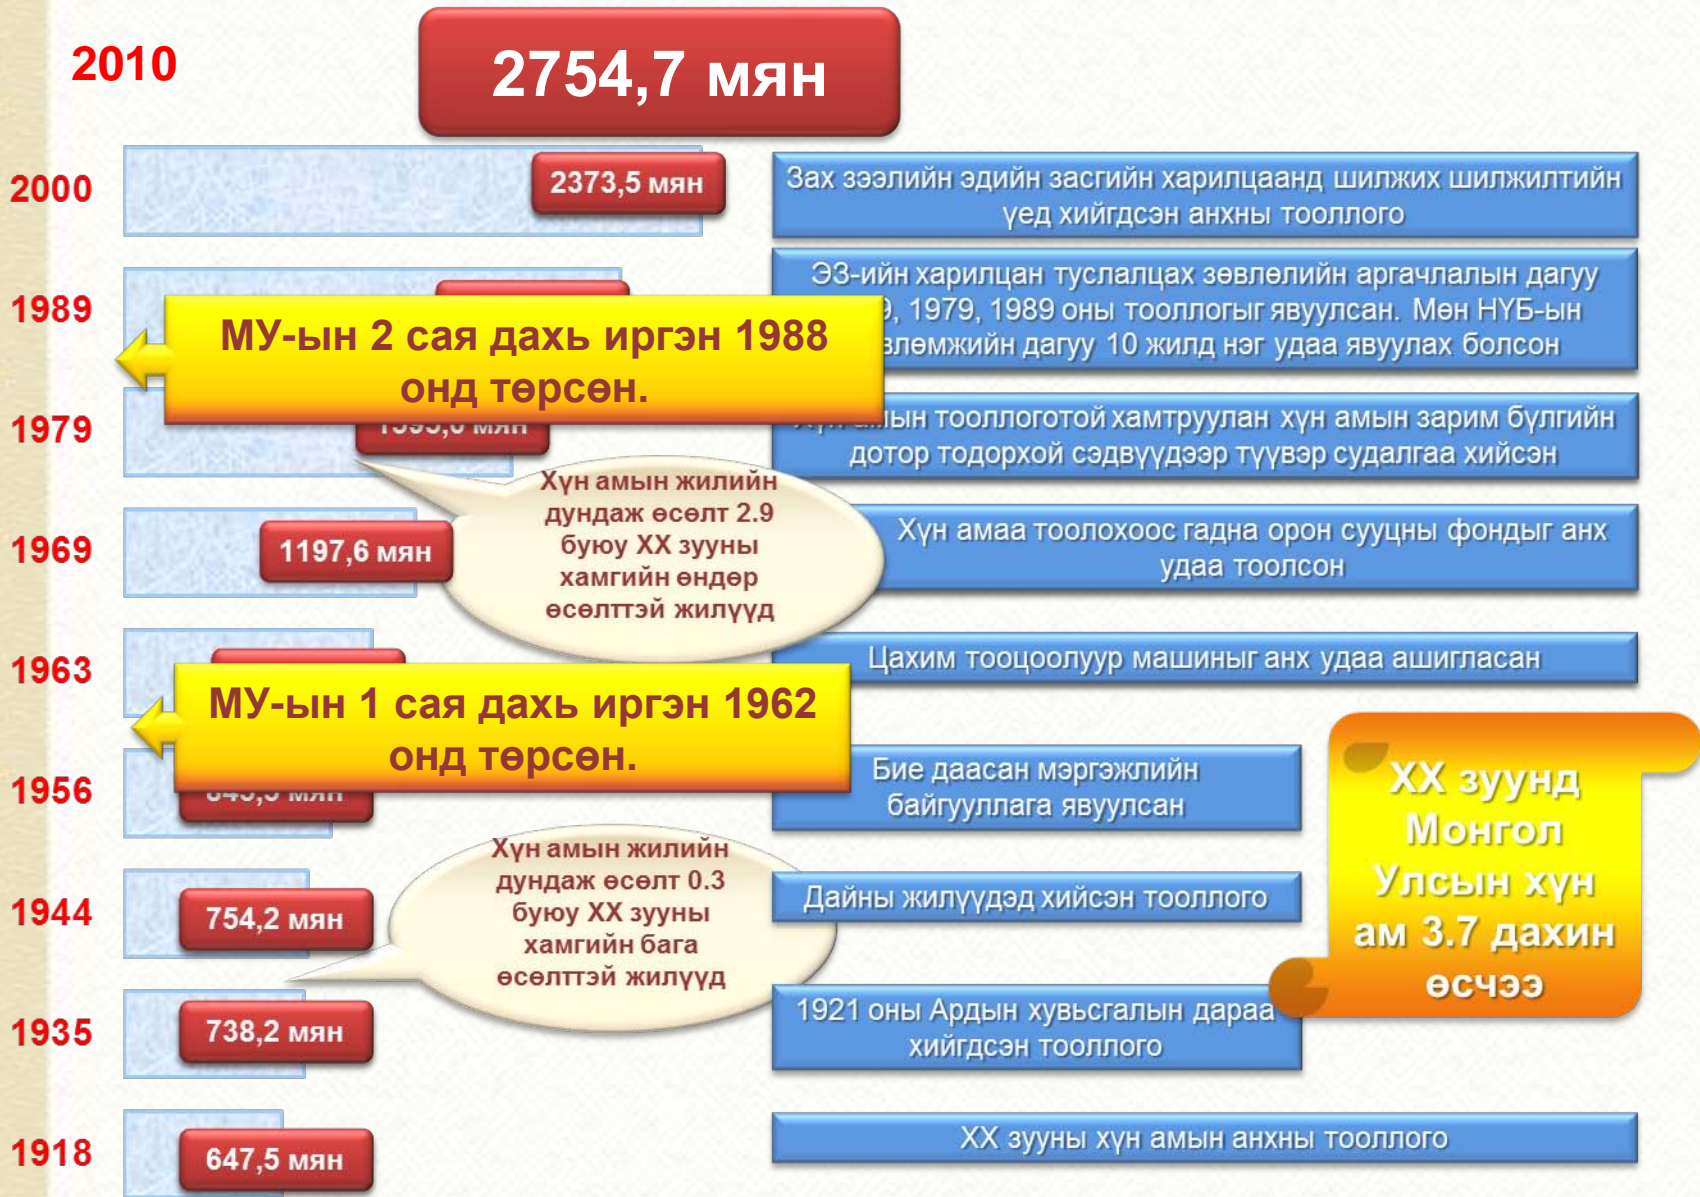 2010
2754,7 мян
2000
2373,5 мян
Зах зээлийн эдийн засгийн харилцаанд шилжих шилжилтийн
үед хийгдсэн анхны тооллого
1989
ЭЗ-ийн харилцан туслалцах зөвлөлийн аргачлалын дагуу
1979, 1989 оны тооллогыг явуулсан. Мөн НҮБ-ын
дагуу 10 жилд нэг удаа явуулах болсон
МУ-ын 2 сая дахь иргэн 1988
онд төрсөн.
1979
тооллоготой хамтруулан хүн амын зарим бүлгийн
дотор тодорхой сэдвүүдээр түүвэр судалгаа хийсэн
Хүн амын жилийн
дундаж өсөлт 2.9
буюу XX зууны
хамгийн өндөр
өсөлттэй жилүүд
1969
1197,6 мян
Хүн амаа тоолохоос гадна орон сууцны фондыг анх
удаа тоолсон
1963
Цахим тооцоолуур машиныг анх удаа ашигласан
МУ-ын 1 сая дахь иргэн 1962
онд төрсөн.
1956
Бие даасан мэргэжлийн
байгууллага явуулсан
XX зуунд
Монгол
Улсын хүн
ам 3.7 дахин
өсчээ
Хүн амын жилийн
дундаж өсөлт 0.3
буюу XX зууны
хамгийн бага
өсөлттэй жилүүд
1944
754,2 мян
Дайны жилүүдэд хийсэн тооллого
1935
738,2 мян
1921 оны Ардын хувьсгалын дараа
хийгдсэн тооллого
1918
647,5 мян
XX зууны хүн амын анхны тооллого